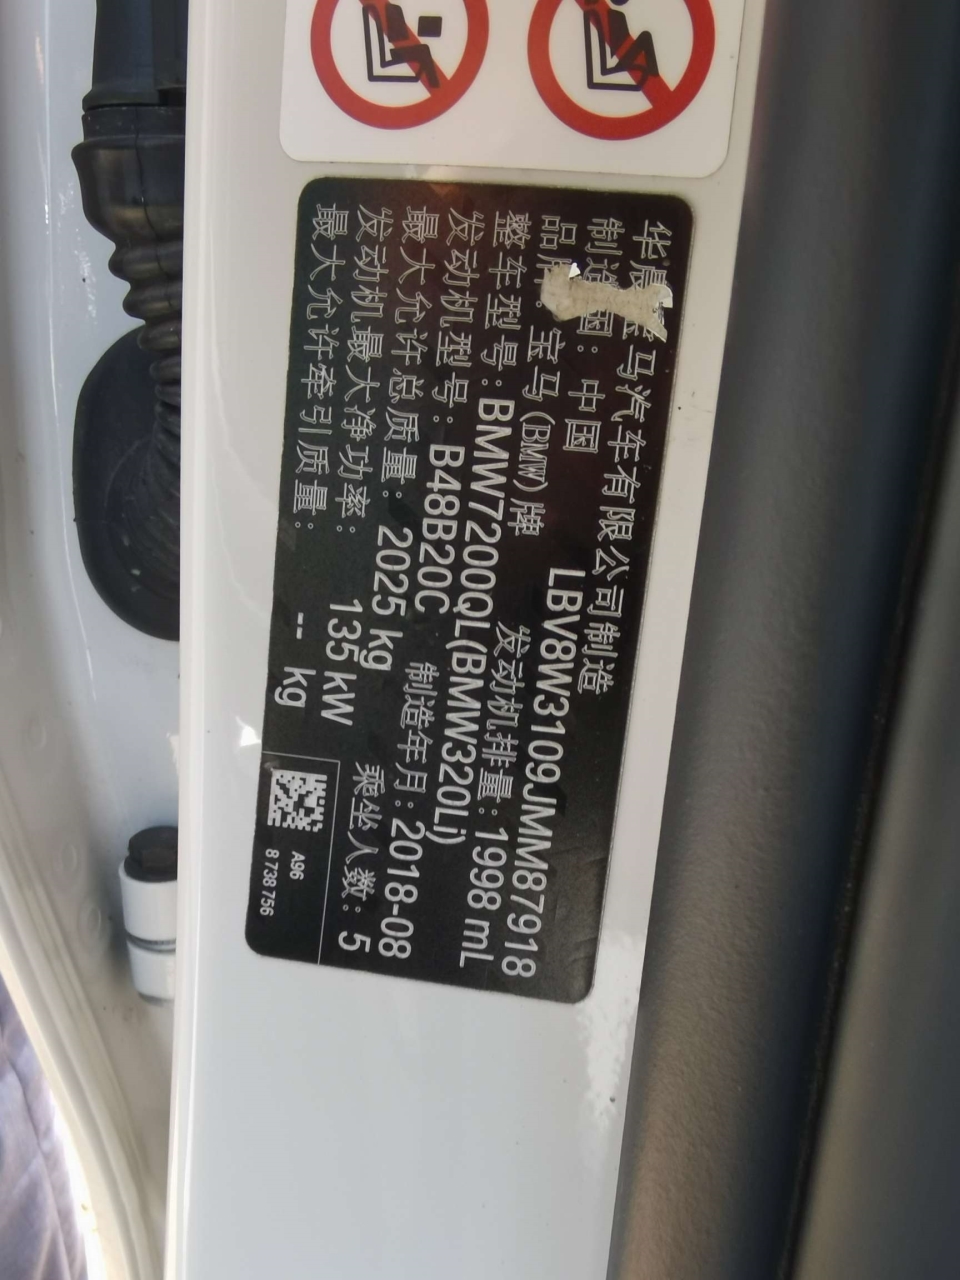 华晨宝马汽车有限公司制造
制造国：中国 LBV8W3109JMM87918
品牌：宝马(BMW)牌 发动机排量：1998 mL
整车型号：BMW7200QL(BMW320Li)
发动机型号：B48B20C 制造年月：2018-08
最大允许总质量：2025 kg 乘坐人数：5
发动机最大净功率：135 kW
最大允许牵引质量：-- kg
A96
8 738 756